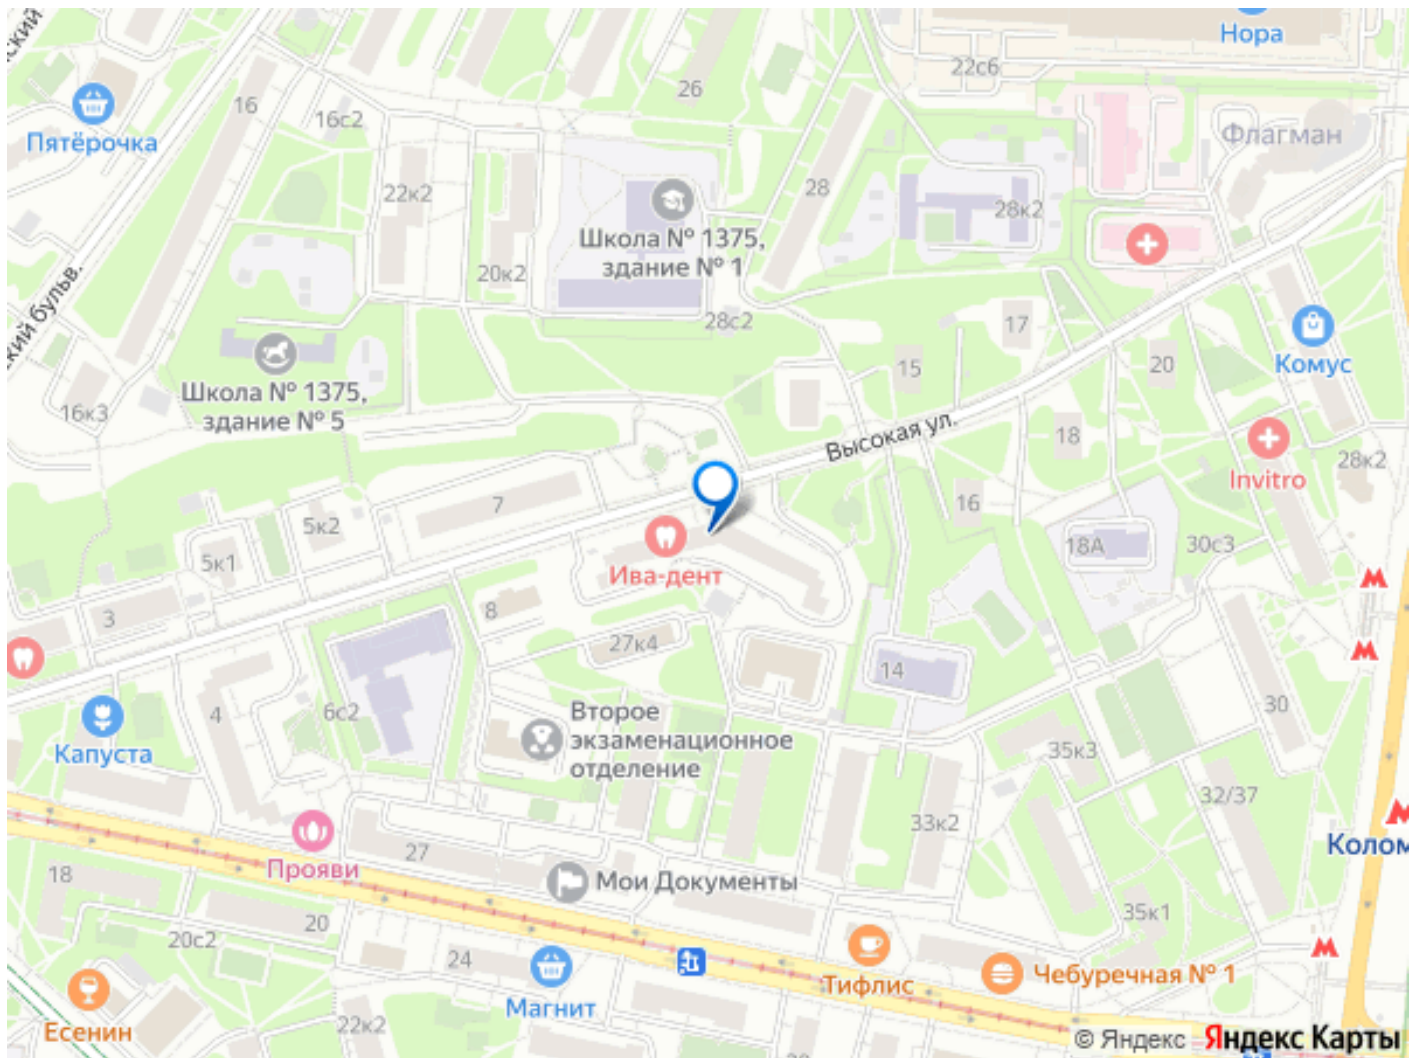 Нора
22с6
26
16
16с2
Пятёрочка
Флагман
22к2
28
28к2
Школа № 1375,
здание № 1
20к2
28с2
17
Комус
15
20
Школа № 1375,
здание № 5
16к3
Высокая ул.
18
28к2
Invitro
7
16
5к2
5к1
18А
30с3
Ива-дент
8
3
27к4
14
4
6с2
30
Второе
экзаменационное
отделение
Капуста
35к3
32/37
33к2
27
Прояви
Мои Документы
18
20
35к1
20с2
24
Тифлис
Чебуречная № 1
Магнит
Есенин
22к2
© Яндекс Яндекс Карты